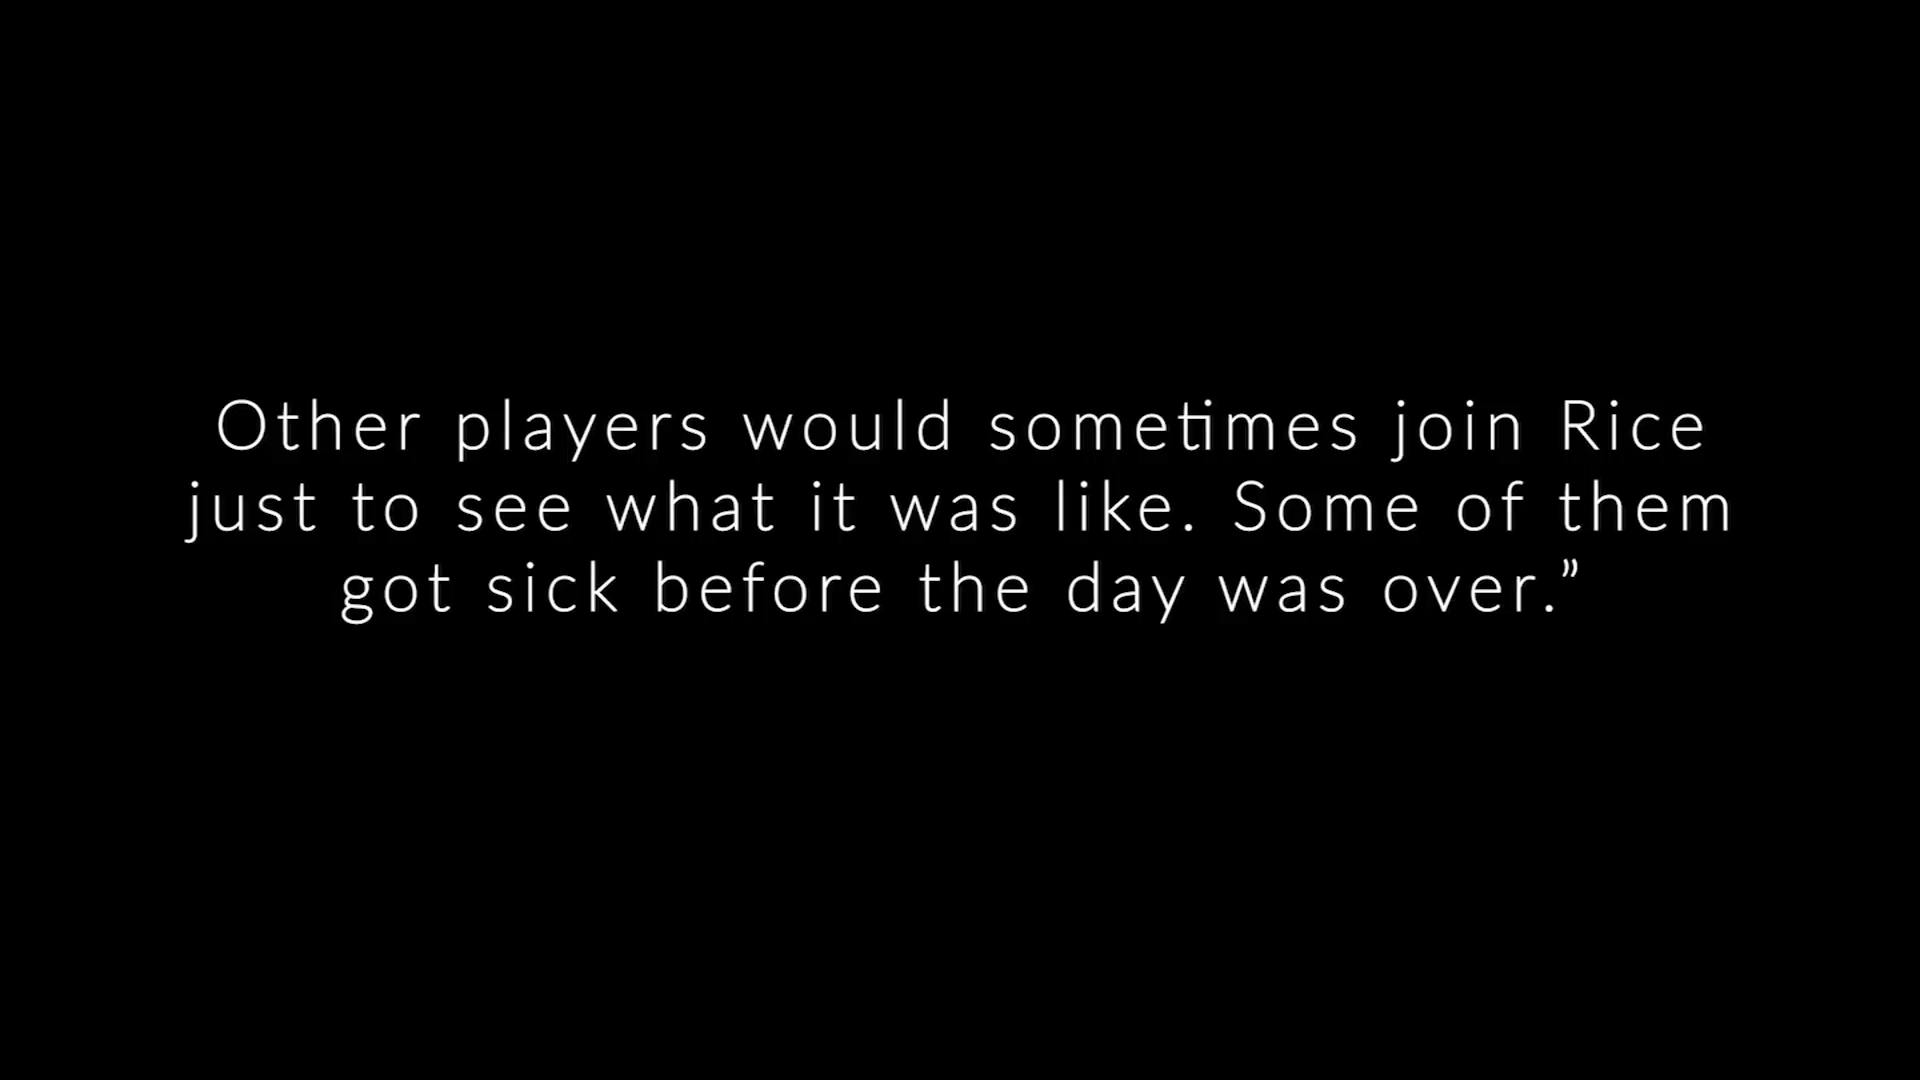 Other players would sometimes join Rice
just to see what it was like. Some of them
got sick before the day was over.”